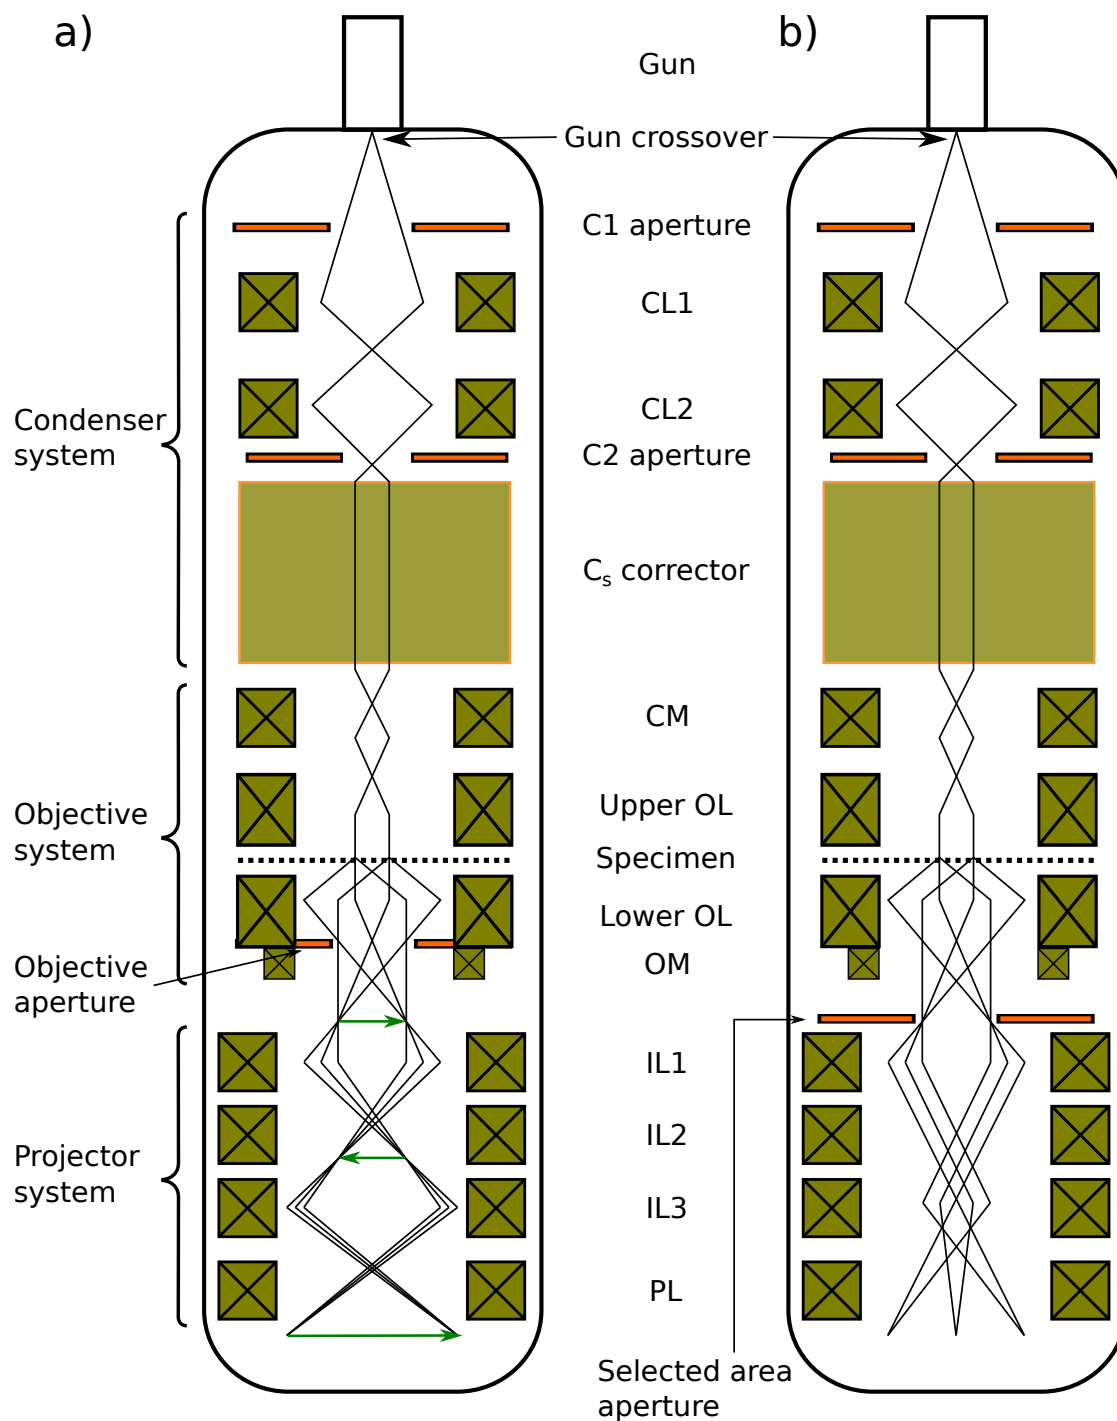 a)
b)
Gun
Gun crossover
C1 aperture
CL1
CL2
C2 aperture
Condenser
system
Cₛ corrector
CM
Upper OL
Objective
system
Specimen
Lower OL
OM
Objective
aperture
IL1
IL2
Projector
system
IL3
PL
Selected area
aperture